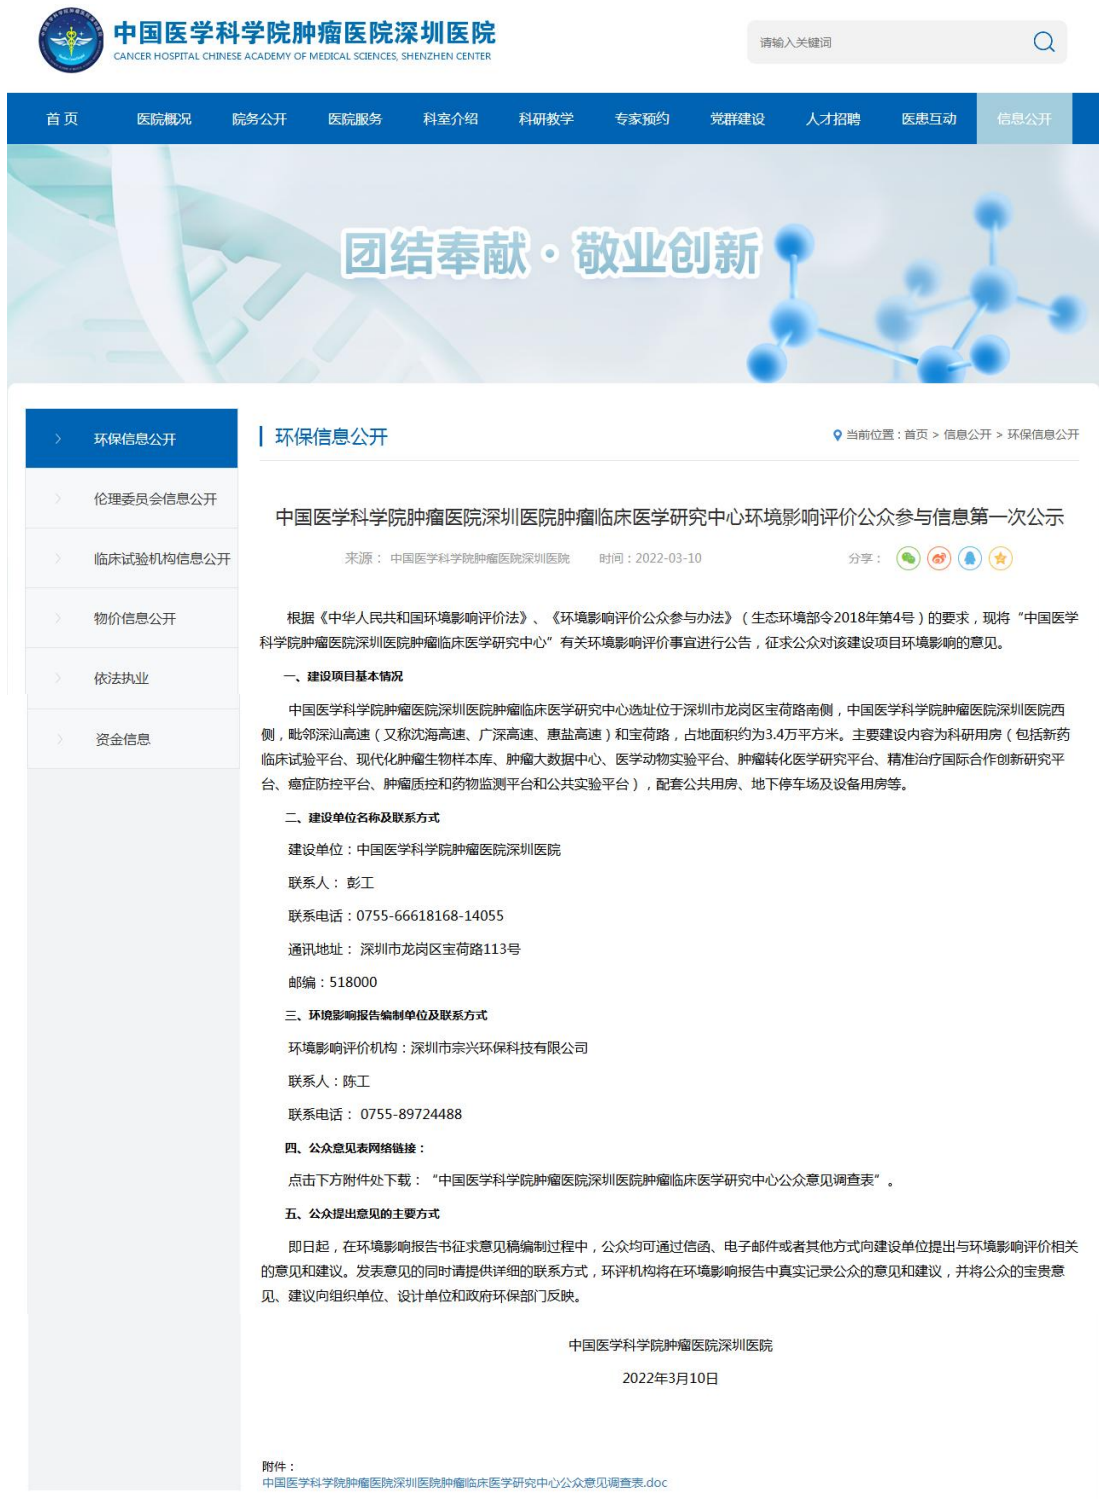 中国医学科学院肿瘤医院深圳医院
CANCER HOSPITAL CHINESE ACADEMY OF MEDICAL SCIENCES, SHENZHEN CENTER
请输入关键词
首 页 医院概况 院务公开 医院服务 科室介绍 科研教学 专家预约 党群建设 人才招聘 医患互动 信息公开
团结奉献·敬业创新
环保信息公开
伦理委员会信息公开
临床试验机构信息公开
物价信息公开
依法执业
资金信息
环保信息公开
当前位置：首页 > 信息公开 > 环保信息公开
中国医学科学院肿瘤医院深圳医院肿瘤临床医学研究中心环境影响评价公众参与信息第一次公示
来源： 中国医学科学院肿瘤医院深圳医院 时间：2022-03-10 分享：
根据《中华人民共和国环境影响评价法》、《环境影响评价公众参与办法》（生态环境部令2018年第4号）的要求，现将“中国医学
科学院肿瘤医院深圳医院肿瘤临床医学研究中心”有关环境影响评价事宜进行公告，征求公众对该建设项目环境影响的意见。
一、建设项目基本情况
中国医学科学院肿瘤医院深圳医院肿瘤临床医学研究中心选址位于深圳市龙岗区宝荷路南侧，中国医学科学院肿瘤医院深圳医院西
侧，毗邻深汕高速（又称沈海高速、广深高速、惠盐高速）和宝荷路，占地面积约为3.4万平方米。主要建设内容为科研用房（包括新药
临床试验平台、现代化肿瘤生物样本库、肿瘤大数据中心、医学动物实验平台、肿瘤转化医学研究平台、精准治疗国际合作创新研究平
台、癌症防控平台、肿瘤质控和药物监测平台和公共实验平台），配套公共用房、地下停车场及设备用房等。
二、建设单位名称及联系方式
建设单位：中国医学科学院肿瘤医院深圳医院
联系人： 彭工
联系电话：0755-66618168-14055
通讯地址： 深圳市龙岗区宝荷路113号
邮编：518000
三、环境影响报告编制单位及联系方式
环境影响评价机构：深圳市宗兴环保科技有限公司
联系人：陈工
联系电话： 0755-89724488
四、公众意见表网络链接：
点击下方附件处下载：“中国医学科学院肿瘤医院深圳医院肿瘤临床医学研究中心公众意见调查表”。
五、公众提出意见的主要方式
即日起，在环境影响报告书征求意见稿编制过程中，公众均可通过信函、电子邮件或者其他方式向建设单位提出与环境影响评价相关
的意见和建议。发表意见的同时请提供详细的联系方式，环评机构将在环境影响报告中真实记录公众的意见和建议，并将公众的宝贵意
见、建议向组织单位、设计单位和政府环保部门反映。
中国医学科学院肿瘤医院深圳医院
2022年3月10日
附件：
中国医学科学院肿瘤医院深圳医院肿瘤临床医学研究中心公众意见调查表.doc